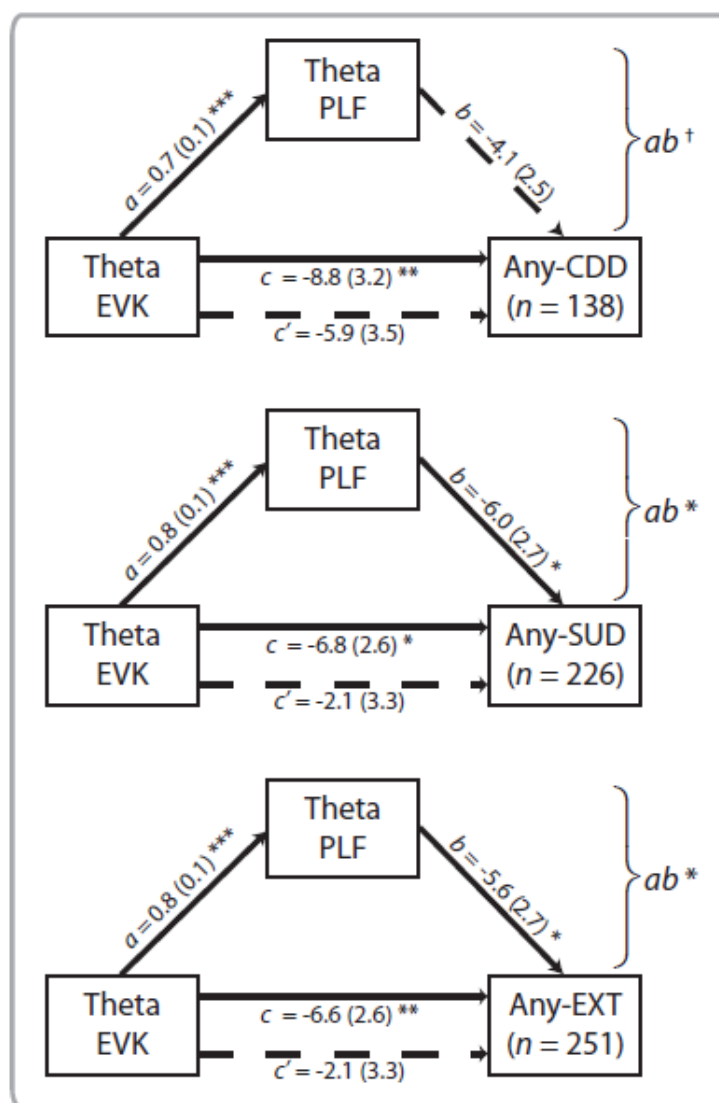 Theta
PLF
a = 0.7 (0.1) ***
b = -4.1 (2.5)
ab †
Theta
EVK
c = -8.8 (3.2) **
c′ = -5.9 (3.5)
Any-CDD
(n = 138)
Theta
PLF
a = 0.8 (0.1) ***
b = -6.0 (2.7) *
ab *
Theta
EVK
c = -6.8 (2.6) *
c′ = -2.1 (3.3)
Any-SUD
(n = 226)
Theta
PLF
a = 0.8 (0.1) ***
b = -5.6 (2.7) *
ab *
Theta
EVK
c = -6.6 (2.6) **
c′ = -2.1 (3.3)
Any-EXT
(n = 251)